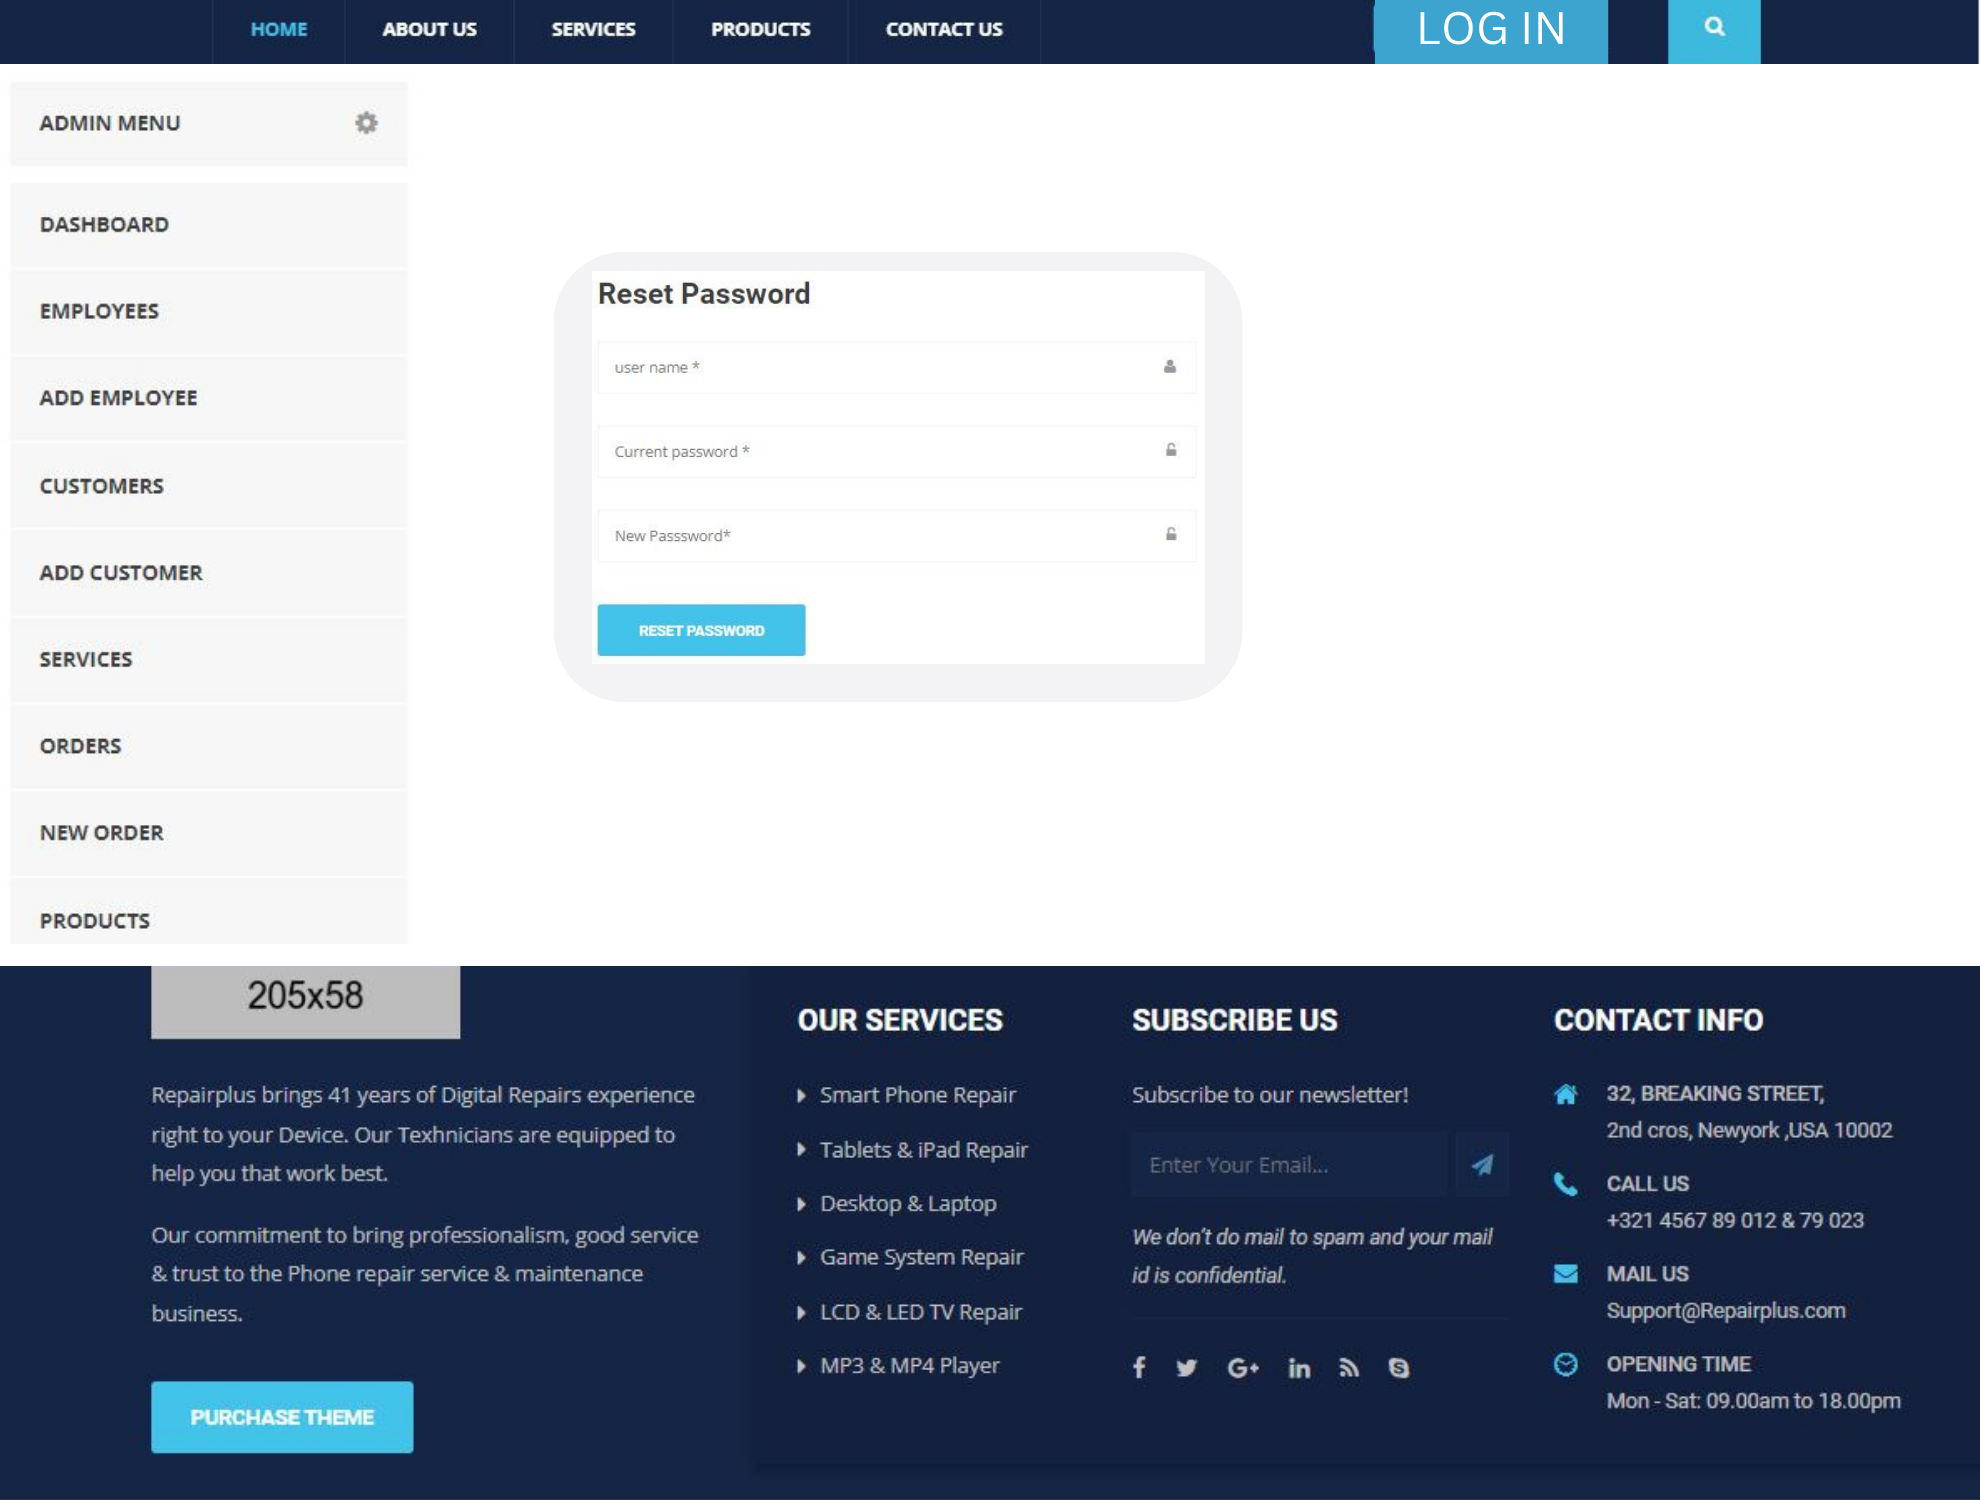 HOME ABOUT US SERVICES PRODUCTS CONTACT US LOG IN
ADMIN MENU
DASHBOARD
EMPLOYEES
ADD EMPLOYEE
CUSTOMERS
ADD CUSTOMER
SERVICES
ORDERS
NEW ORDER
PRODUCTS
Reset Password
user name *
Current password *
New Passsword*
RESET PASSWORD
205x58
Repairplus brings 41 years of Digital Repairs experience
right to your Device. Our Texhnicians are equipped to
help you that work best.
Our commitment to bring professionalism, good service
& trust to the Phone repair service & maintenance
business.
PURCHASE THEME
OUR SERVICES
Smart Phone Repair
Tablets & iPad Repair
Desktop & Laptop
Game System Repair
LCD & LED TV Repair
MP3 & MP4 Player
SUBSCRIBE US
Subscribe to our newsletter!
Enter Your Email...
We don't do mail to spam and your mail
id is confidential.
CONTACT INFO
32, BREAKING STREET,
2nd cros, Newyork ,USA 10002
CALL US
+321 4567 89 012 & 79 023
MAIL US
Support@Repairplus.com
OPENING TIME
Mon - Sat: 09.00am to 18.00pm